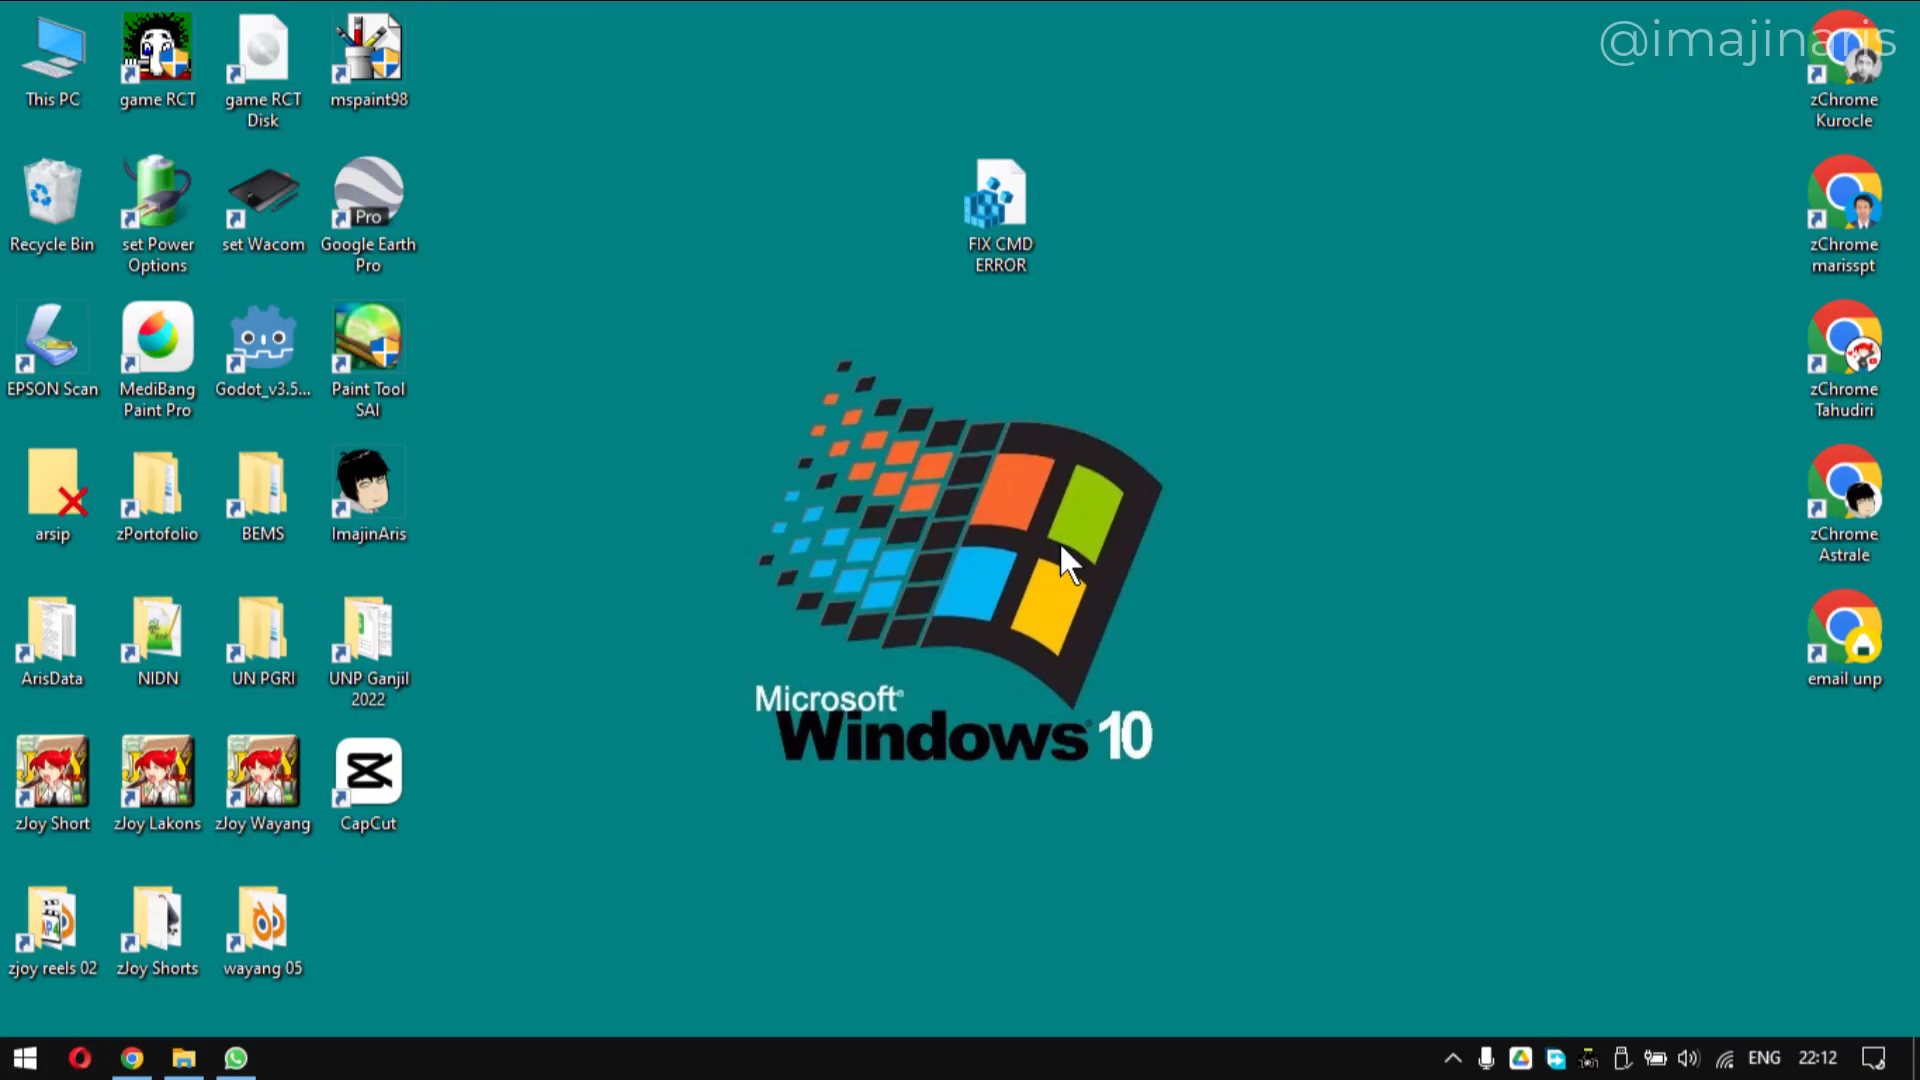 @imajinaris
This PC
game RCT
game RCT
Disk
mspaint98
zChrome
Kurocle
Recycle Bin
set Power
Options
set Wacom
Pro
Google Earth
Pro
FIX CMD
ERROR
zChrome
marisspt
EPSON Scan
MediBang
Paint Pro
Godot_v3.5...
Paint Tool
SAI
zChrome
Tahudiri
arsip
zPortofolio
BEMS
ImajinAris
zChrome
Astrale
ArisData
NIDN
UN PGRI
UNP Ganjil
2022
email unp
Microsoft®
Windows® 10
zJoy Short
zJoy Lakons
zJoy Wayang
CapCut
zjoy reels 02
zJoy Shorts
wayang 05
ENG
22:12